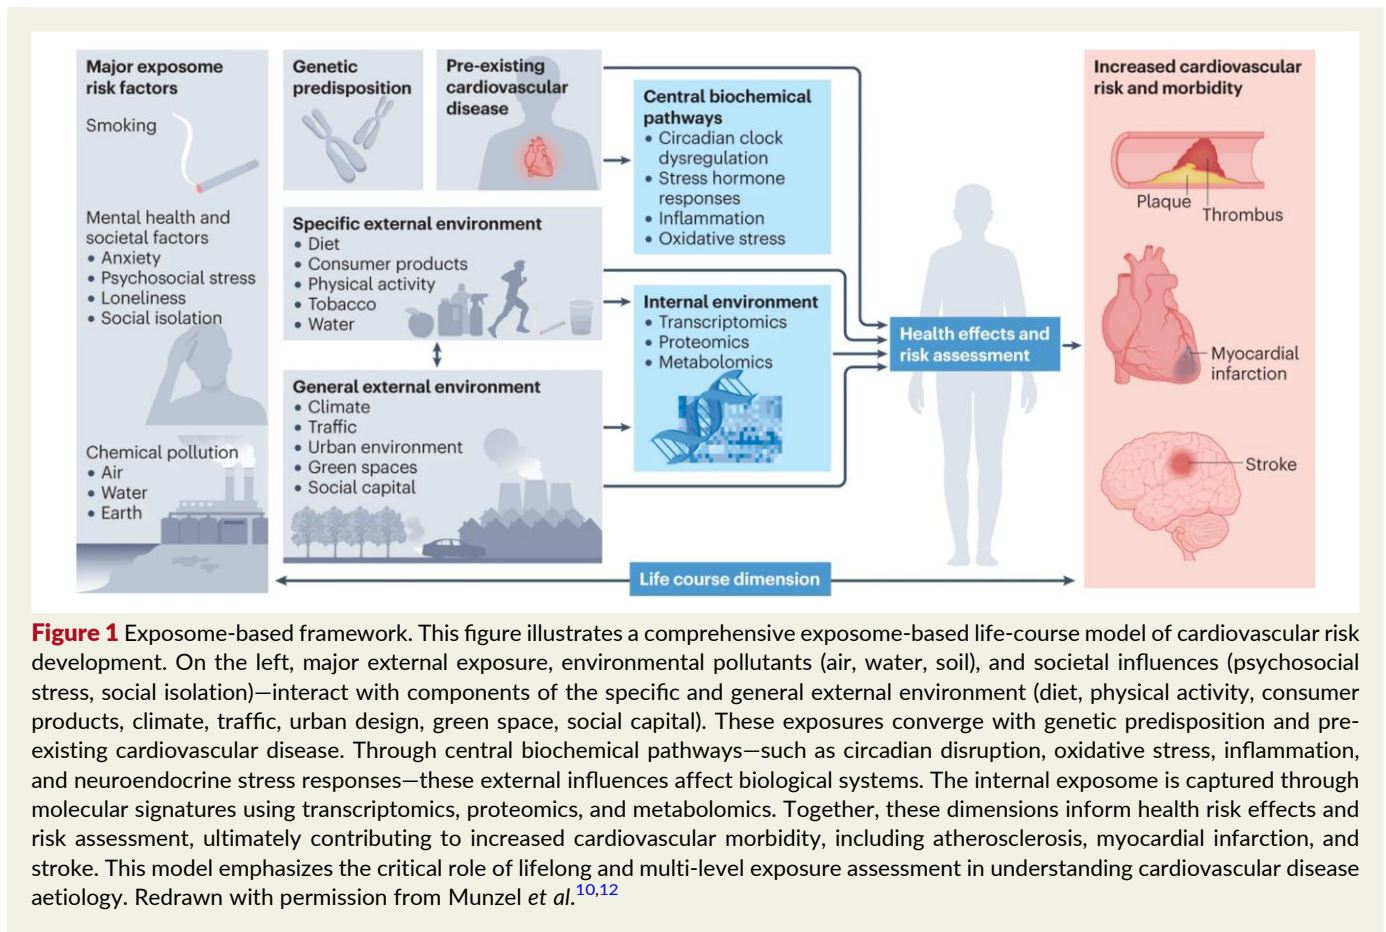 Major exposome
risk factors
Smoking
Mental health and
societal factors
• Anxiety
• Psychosocial stress
• Loneliness
• Social isolation
Chemical pollution
• Air
• Water
• Earth
Genetic
predisposition
Pre-existing
cardiovascular
disease
Specific external environment
• Diet
• Consumer products
• Physical activity
• Tobacco
• Water
General external environment
• Climate
• Traffic
• Urban environment
• Green spaces
• Social capital
Central biochemical
pathways
• Circadian clock
dysregulation
• Stress hormone
responses
• Inflammation
• Oxidative stress
Internal environment
• Transcriptomics
• Proteomics
• Metabolomics
Health effects and
risk assessment
Increased cardiovascular
risk and morbidity
Plaque
Thrombus
Myocardial
infarction
Stroke
Life course dimension
Figure 1 Exposome-based framework. This figure illustrates a comprehensive exposome-based life-course model of cardiovascular risk
development. On the left, major external exposure, environmental pollutants (air, water, soil), and societal influences (psychosocial
stress, social isolation)—interact with components of the specific and general external environment (diet, physical activity, consumer
products, climate, traffic, urban design, green space, social capital). These exposures converge with genetic predisposition and pre-
existing cardiovascular disease. Through central biochemical pathways—such as circadian disruption, oxidative stress, inflammation,
and neuroendocrine stress responses—these external influences affect biological systems. The internal exposome is captured through
molecular signatures using transcriptomics, proteomics, and metabolomics. Together, these dimensions inform health risk effects and
risk assessment, ultimately contributing to increased cardiovascular morbidity, including atherosclerosis, myocardial infarction, and
stroke. This model emphasizes the critical role of lifelong and multi-level exposure assessment in understanding cardiovascular disease
aetiology. Redrawn with permission from Munzel et al.10,12